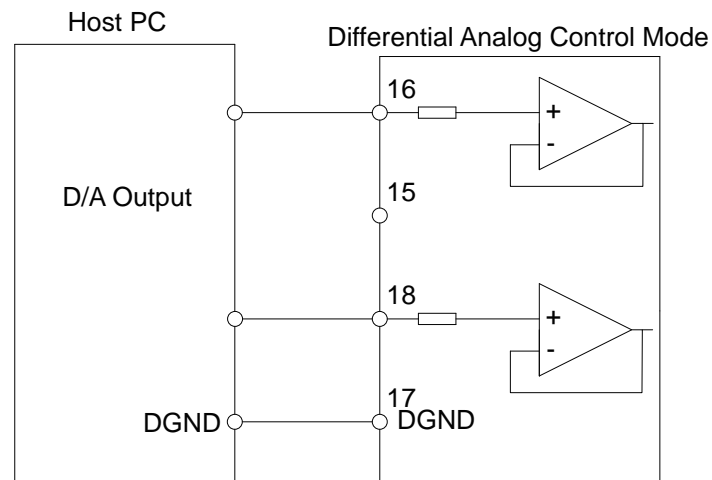 Host PC
Differential Analog Control Mode
16
+
-
15
D/A Output
18
+
-
17
DGND
DGND